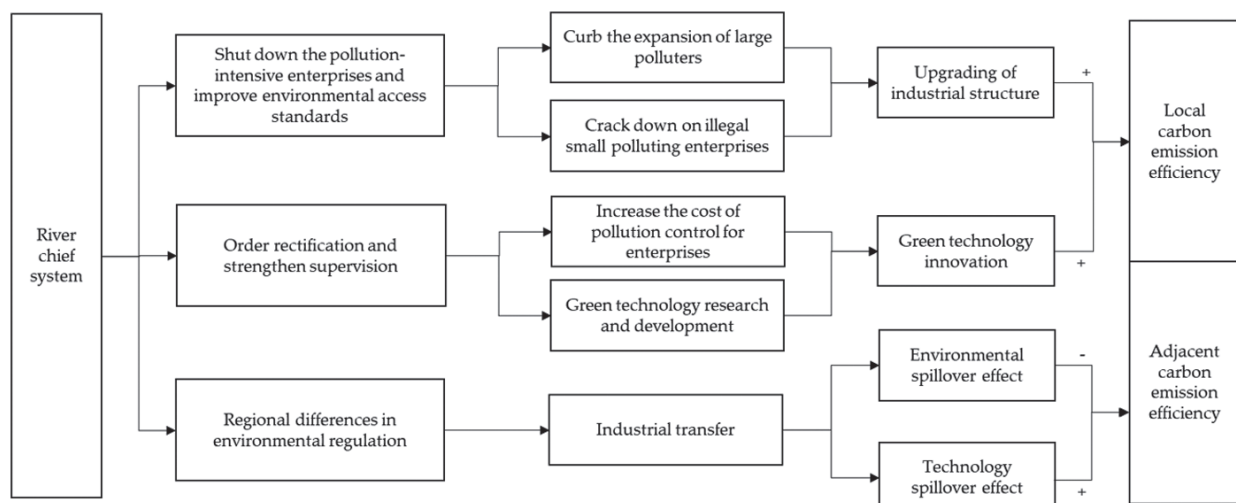 River
chief
system
Shut down the pollution-
intensive enterprises and
improve environmental access
standards
Order rectification and
strengthen supervision
Regional differences in
environmental regulation
Curb the expansion of large
polluters
Crack down on illegal
small polluting enterprises
Increase the cost of
pollution control for
enterprises
Green technology research
and development
Industrial transfer
Upgrading of
industrial structure
+
Green technology
innovation
+
Environmental
spillover effect
-
Technology
spillover effect
+
Local
carbon
emission
efficiency
Adjacent
carbon
emission
efficiency